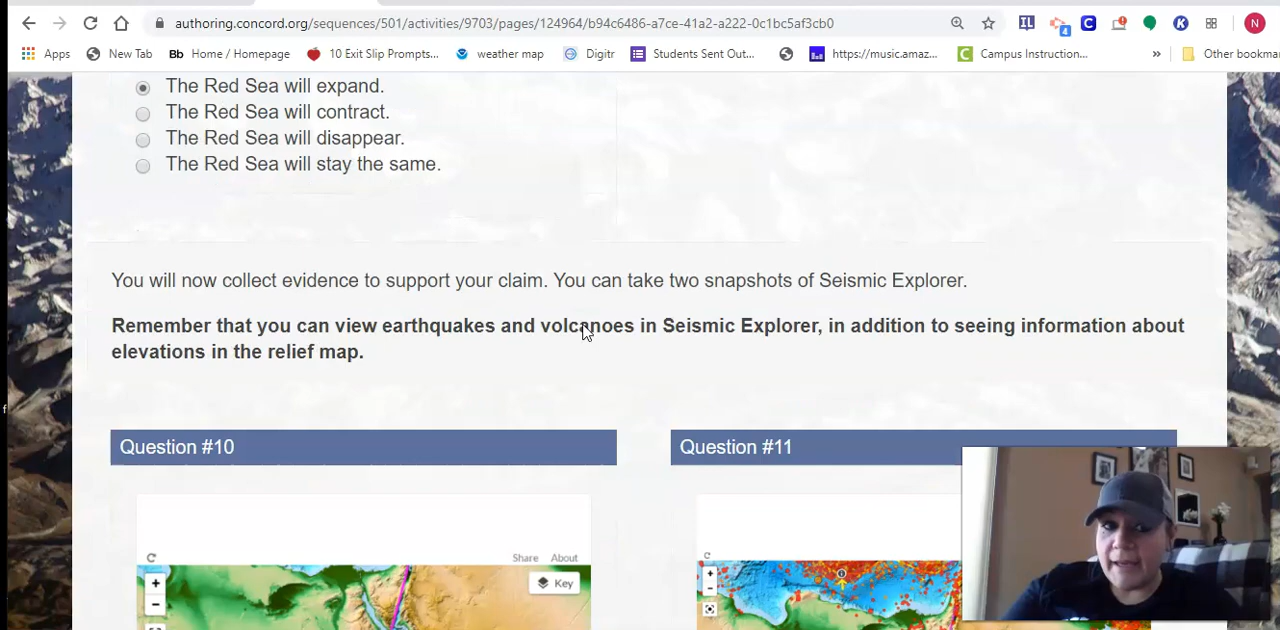 authoring.concord.org/sequences/501/activities/9703/pages/124964/b94c6486-a7ce-41a2-a222-0c1bc5af3cb0
4
N
Apps New Tab Bb Home / Homepage 10 Exit Slip Prompts... weather map Digitr Students Sent Out... https://music.amaz... Campus Instruction... » Other bookma
The Red Sea will expand.
The Red Sea will contract.
The Red Sea will disappear.
The Red Sea will stay the same.
You will now collect evidence to support your claim. You can take two snapshots of Seismic Explorer.
Remember that you can view earthquakes and volcanoes in Seismic Explorer, in addition to seeing information about
elevations in the relief map.
Question #10
Question #11
Share About
Key